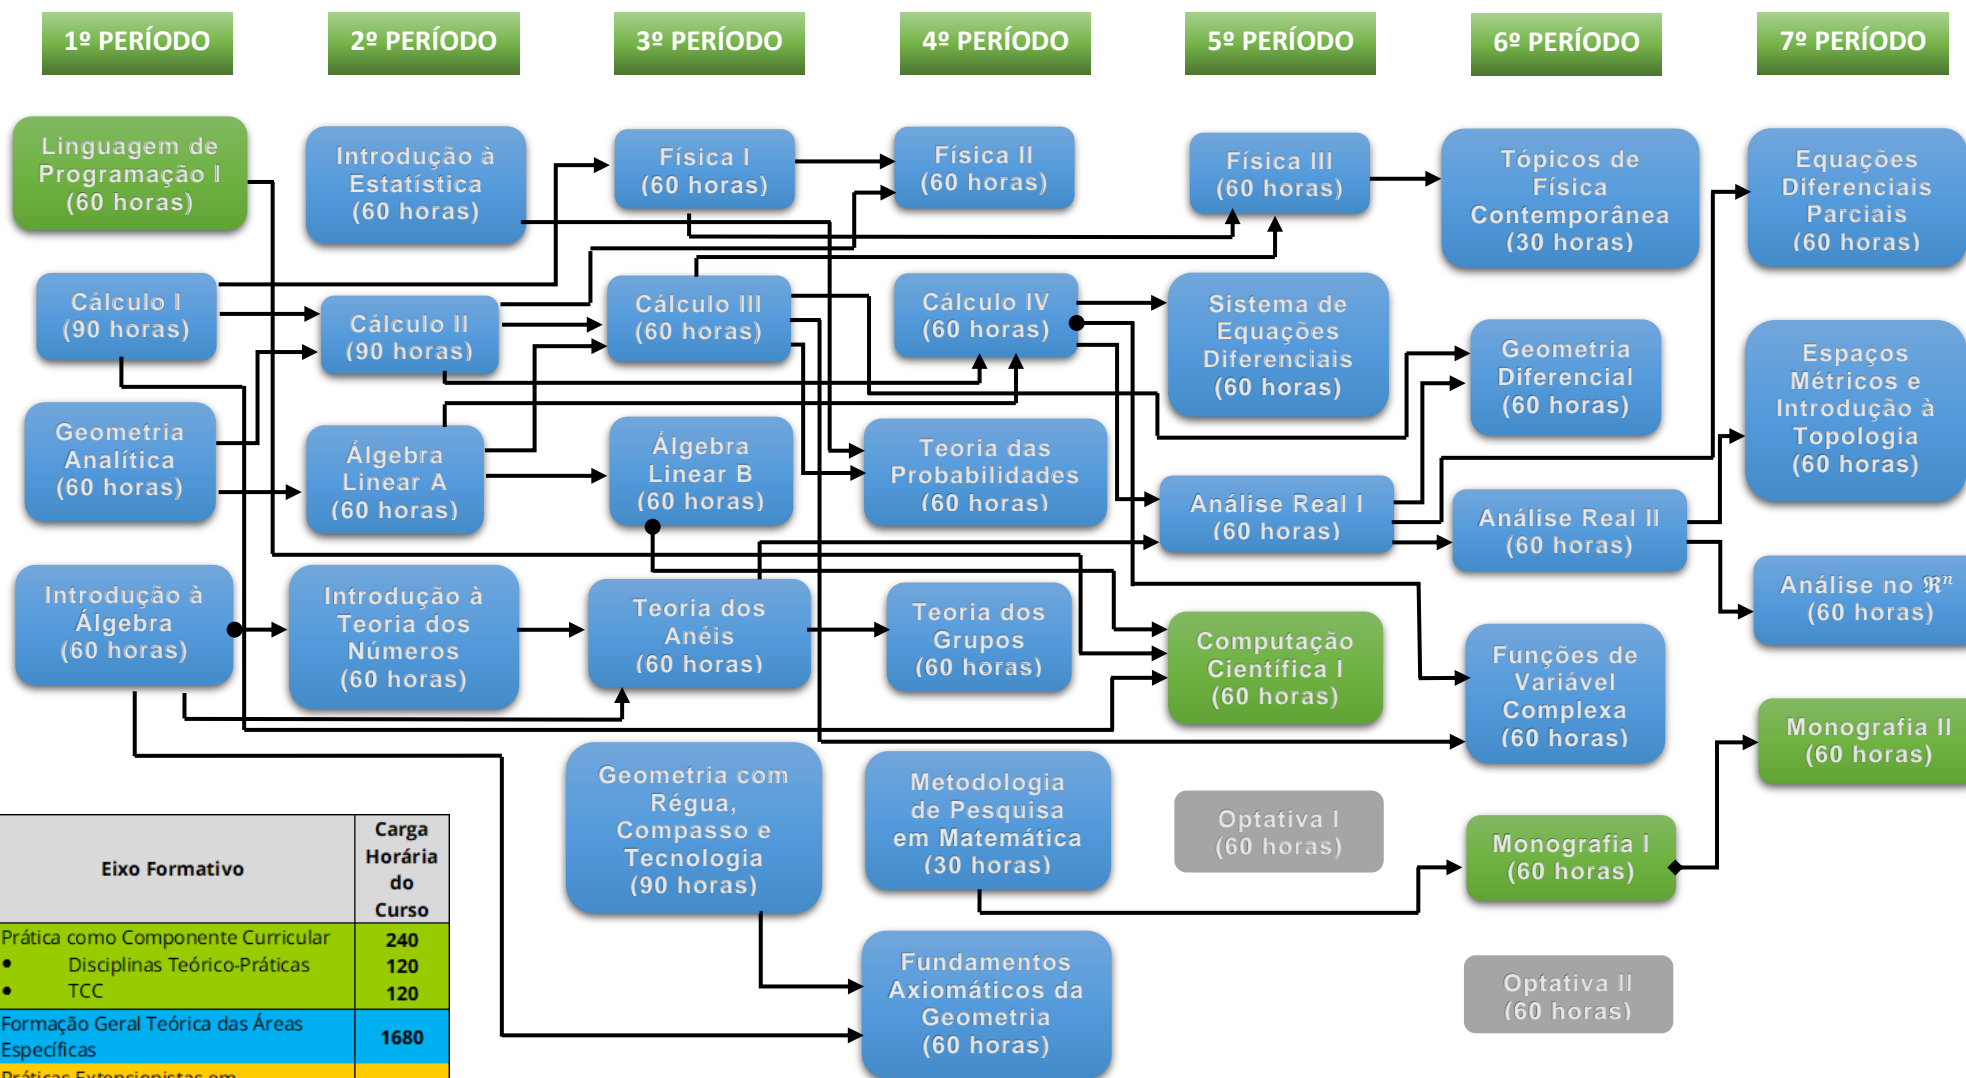 1º PERÍODO
2º PERÍODO
3º PERÍODO
4º PERÍODO
5º PERÍODO
6º PERÍODO
7º PERÍODO
Linguagem de
Programação I
(60 horas)
Cálculo I
(90 horas)
Geometria
Analítica
(60 horas)
Introdução à
Álgebra
(60 horas)
Introdução à
Estatística
(60 horas)
Cálculo II
(90 horas)
Álgebra
Linear A
(60 horas)
Introdução à
Teoria dos
Números
(60 horas)
Física I
(60 horas)
Cálculo III
(60 horas)
Álgebra
Linear B
(60 horas)
Teoria dos
Anéis
(60 horas)
Geometria com
Régua,
Compasso e
Tecnologia
(90 horas)
Física II
(60 horas)
Cálculo IV
(60 horas)
Teoria das
Probabilidades
(60 horas)
Teoria dos
Grupos
(60 horas)
Metodologia
de Pesquisa
em Matemática
(30 horas)
Fundamentos
Axiomáticos da
Geometria
(60 horas)
Física III
(60 horas)
Sistema de
Equações
Diferenciais
(60 horas)
Análise Real I
(60 horas)
Computação
Científica I
(60 horas)
Optativa I
(60 horas)
Tópicos de
Física
Contemporânea
(30 horas)
Geometria
Diferencial
(60 horas)
Análise Real II
(60 horas)
Funções de
Variável
Complexa
(60 horas)
Monografia I
(60 horas)
Optativa II
(60 horas)
Equações
Diferenciais
Parciais
(60 horas)
Espaços
Métricos e
Introdução à
Topologia
(60 horas)
Análise no ℜⁿ
(60 horas)
Monografia II
(60 horas)
Eixo Formativo
Carga
Horária
do
Curso
Prática como Componente Curricular 240
• Disciplinas Teórico-Práticas 120
• TCC 120
Formação Geral Teórica das Áreas
Específicas 1680
Práticas Extencionistas em